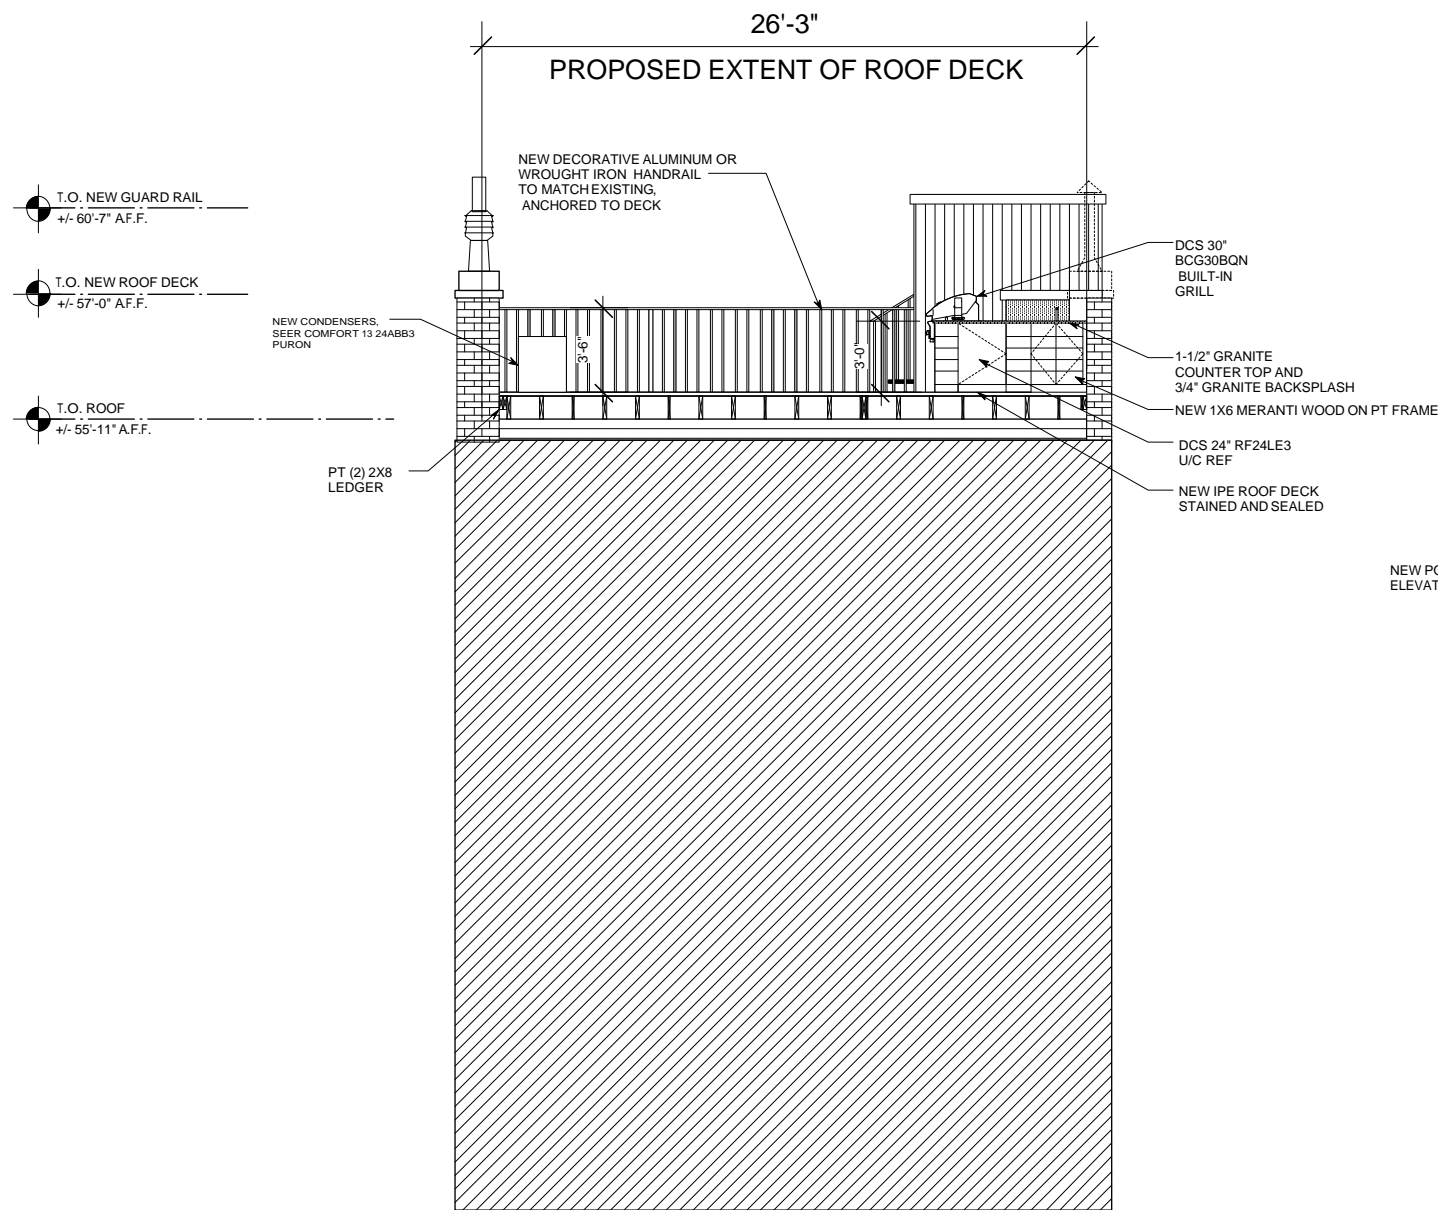 26'-3"
PROPOSED EXTENT OF ROOF DECK
NEW DECORATIVE ALUMINUM OR
WROUGHT IRON HANDRAIL
TO MATCH EXISTING,
ANCHORED TO DECK
T.O. NEW GUARD RAIL
+/- 60'-7" A.F.F.
T.O. NEW ROOF DECK
+/- 57'-0" A.F.F.
DCS 30"
BCG30BQN
BUILT-IN
GRILL
NEW CONDENSERS,
SEER COMFORT 13 24ABB3
PURON
3'-6"
3'-0"
1-1/2" GRANITE
COUNTER TOP AND
3/4" GRANITE BACKSPLASH
NEW 1X6 MERANTI WOOD ON PT FRAME
T.O. ROOF
+/- 55'-11" A.F.F.
DCS 24" RF24LE3
U/C REF
PT (2) 2X8
LEDGER
NEW IPE ROOF DECK
STAINED AND SEALED
NEW